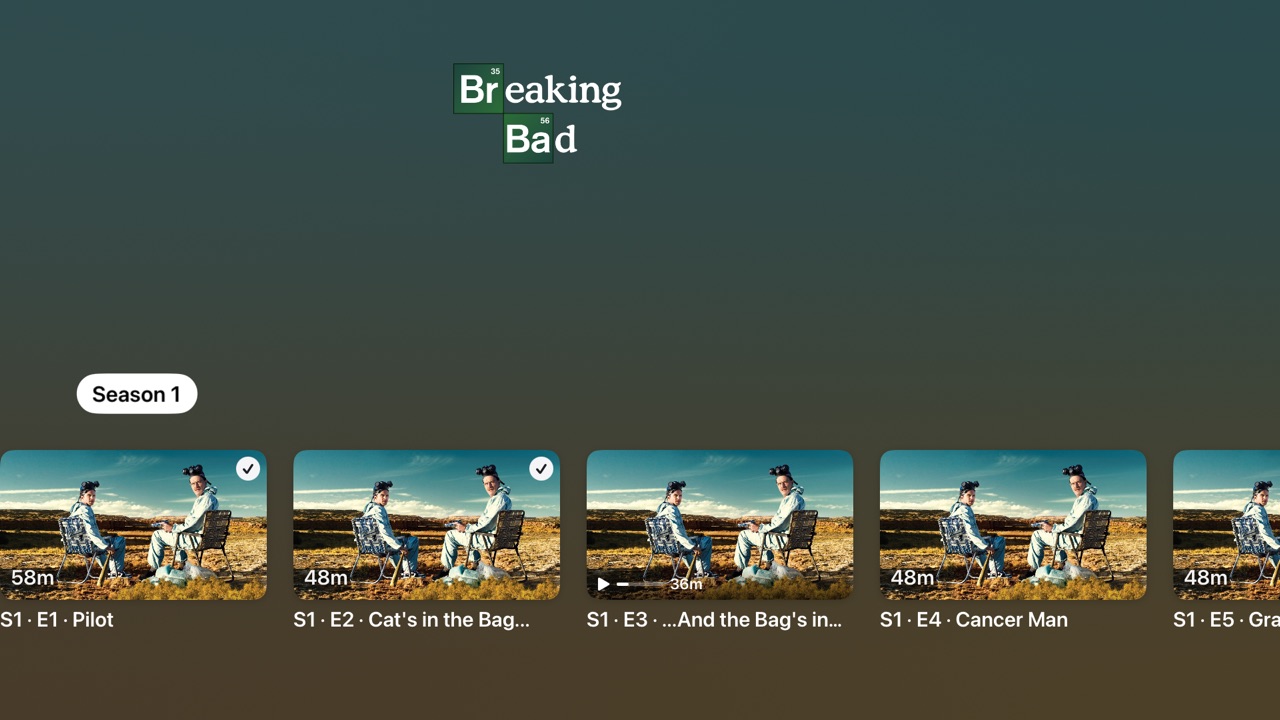 35
Breaking
56
Bad
Season 1
58m
48m
36m
48m
48m
S1 · E1 · Pilot
S1 · E2 · Cat's in the Bag...
S1 · E3 · ...And the Bag's in...
S1 · E4 · Cancer Man
S1 · E5 · Gra